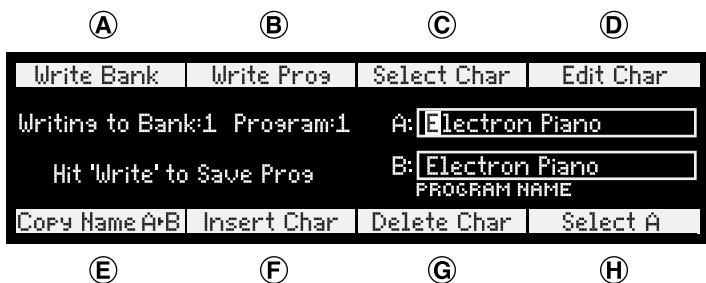 A B C D
Write Bank Write Prog Select Char Edit Char
Writing to Bank:1 Program:1 A: Electron Piano
Hit 'Write' to Save Prog B: Electron Piano
PROGRAM NAME
Copy Name A▸B Insert Char Delete Char Select A
E F G H